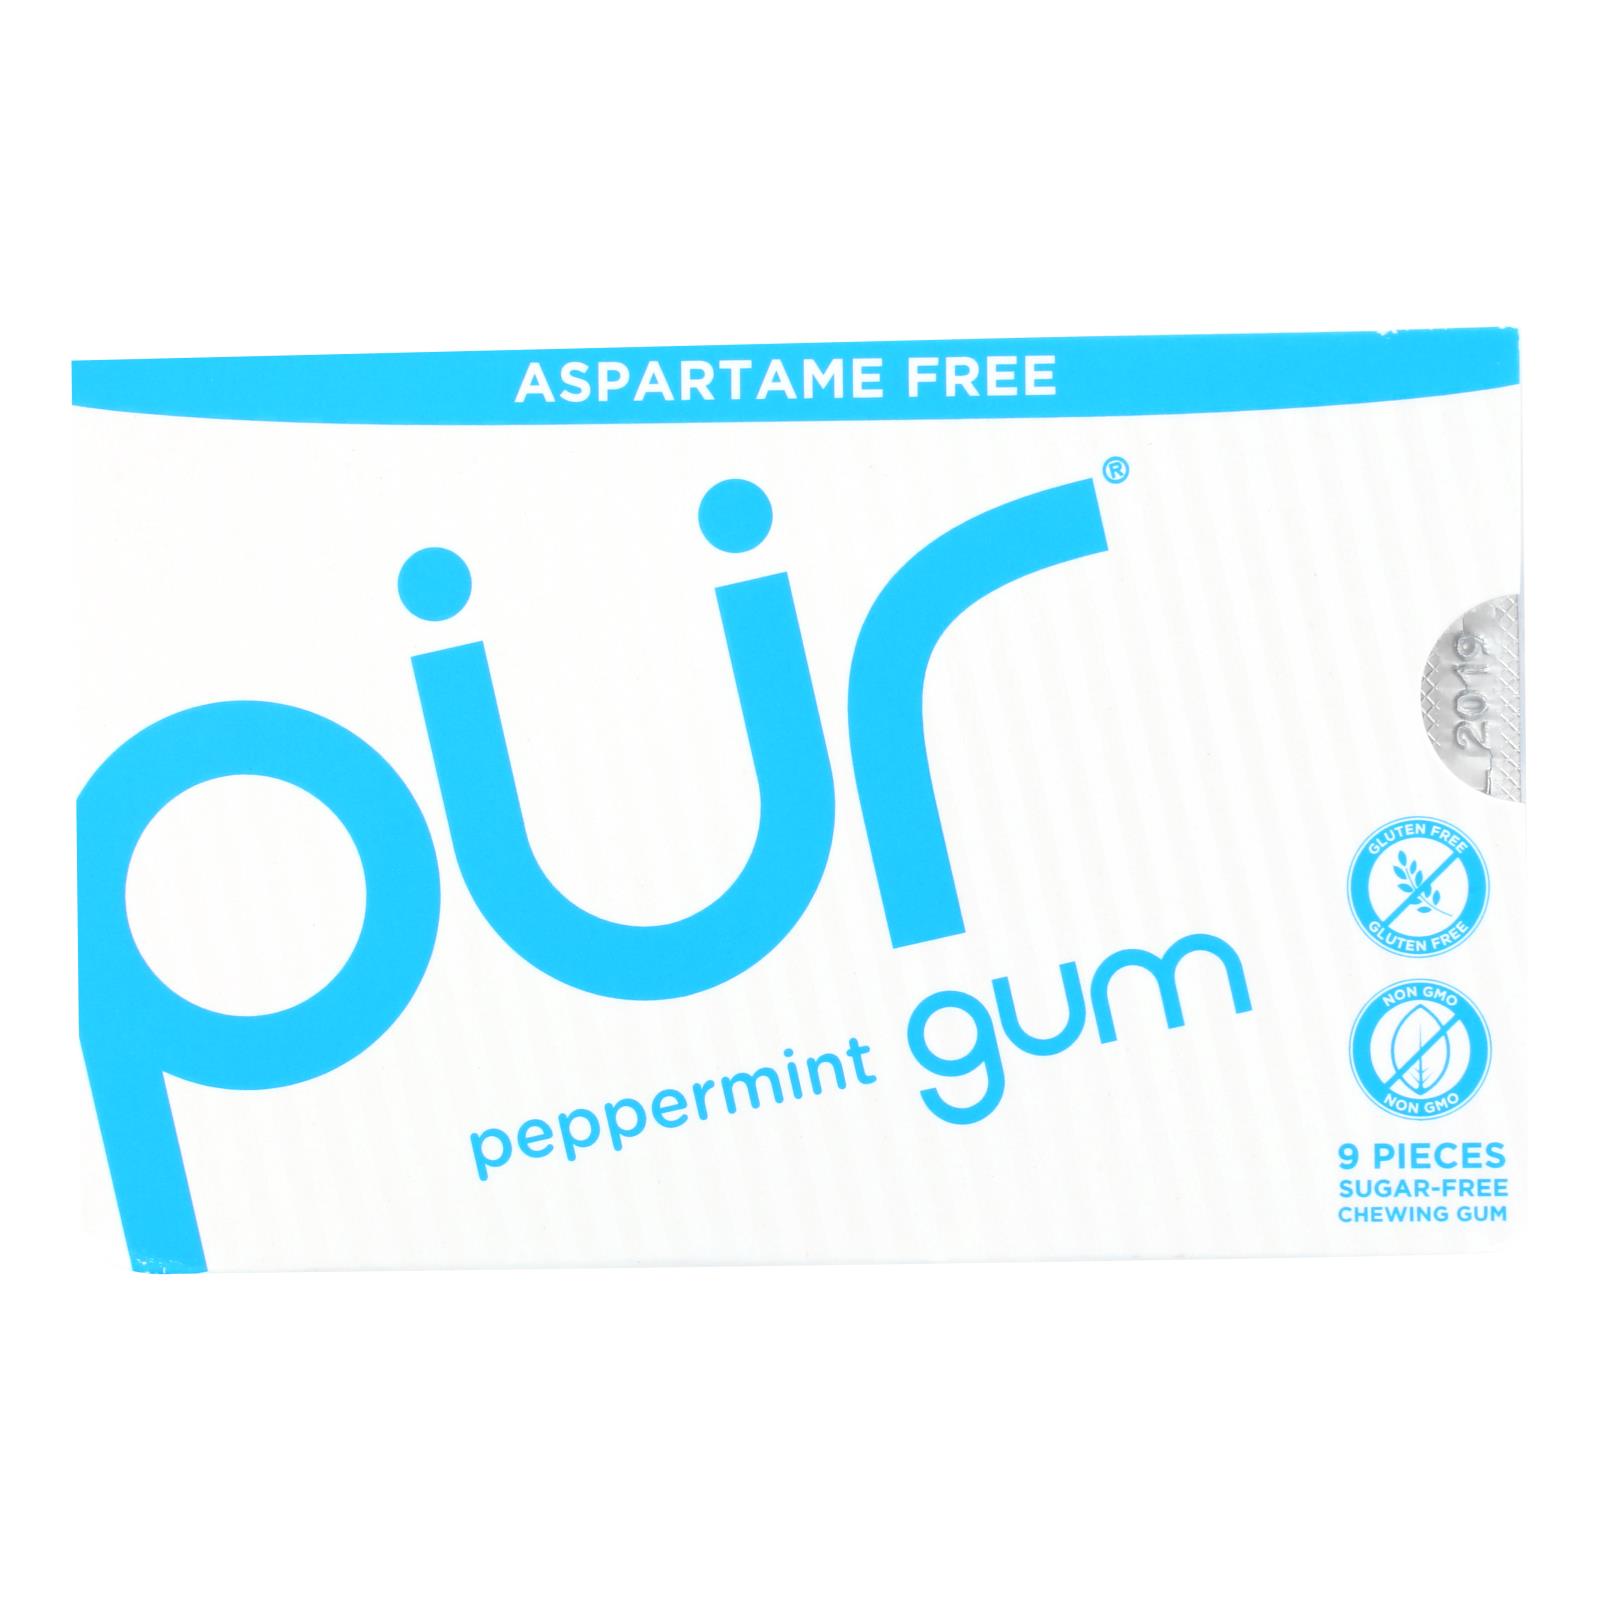 ASPARTAME FREE
pür®
peppermint gum
2019
GLUTEN FREE
GLUTEN FREE
NON GMO
NON GMO
9 PIECES
SUGAR-FREE
CHEWING GUM